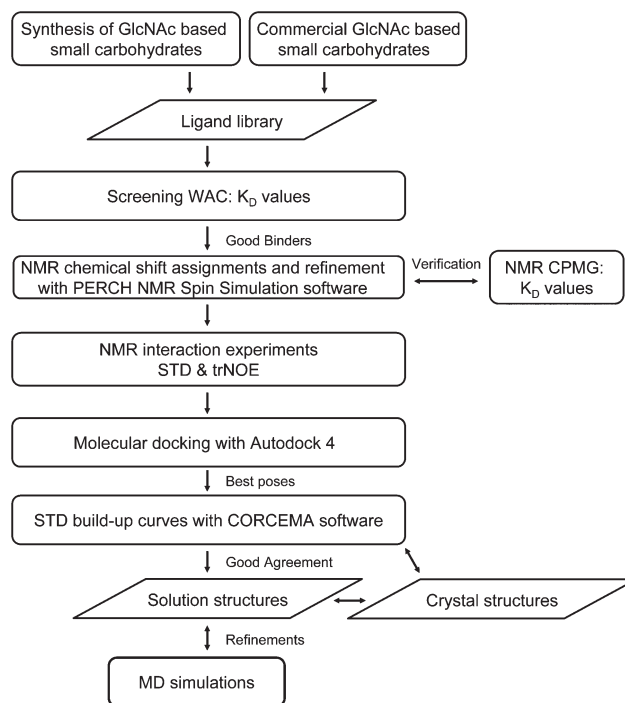 Synthesis of GlcNAc based
small carbohydrates
Commercial GlcNAc based
small carbohydrates
Ligand library
Screening WAC: K_D values
Good Binders
NMR chemical shift assignments and refinement
with PERCH NMR Spin Simulation software
Verification
NMR CPMG:
K_D values
NMR interaction experiments
STD & trNOE
Molecular docking with Autodock 4
Best poses
STD build-up curves with CORCEMA software
Good Agreement
Solution structures
Crystal structures
Refinements
MD simulations